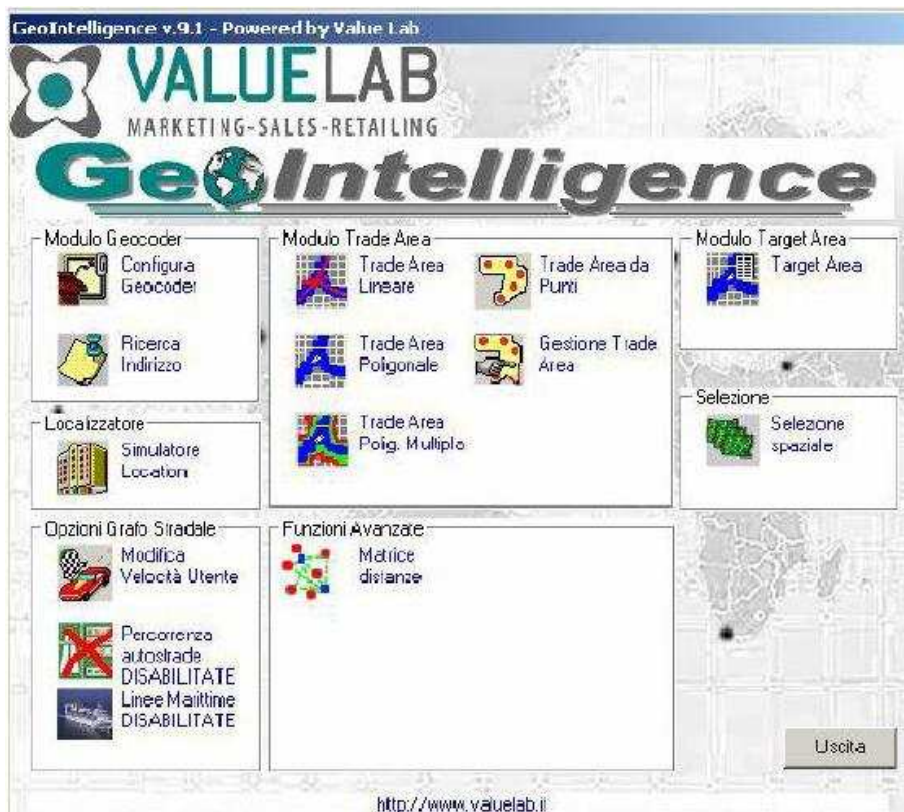 GeoIntelligence v.9.1 - Powered by Value Lab
VALUELAB
MARKETING-SALES-RETAILING
GeoIntelligence
Modulo Geocoder
Configura
Geocoder
Ricerca
Indirizzo
Modulo Trade Area
Trade Area
Lineare
Trade Area da
Punti
Trade Area
Poligonale
Gestione Trade
Area
Trade Area
Polig. Multipla
Modulo Target Area
Target Area
Localizzatore
Simulatore
Location
Selezione
Selezione
spaziale
Opzioni Grafo Stradale
Modifica
Velocità Utente
Percorrenza
autostrade
DISABILITATE
Linee Marittime
DISABILITATE
Funzioni Avanzate
Matrice
distanze
Uscita
http://www.valuelab.it